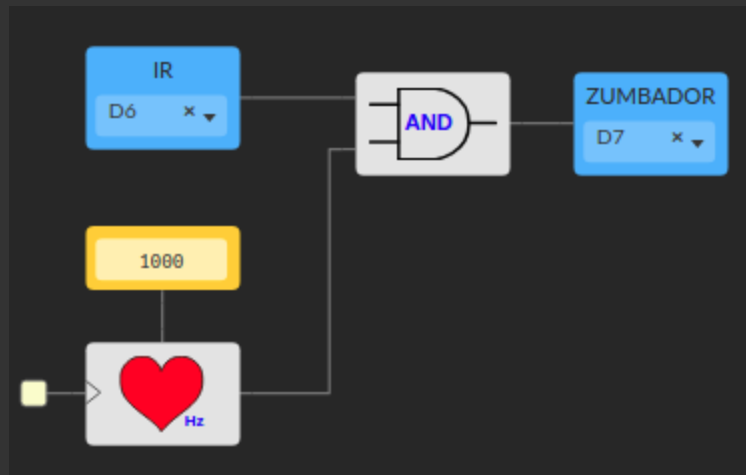 IR
D6
AND
ZUMBADOR
D7
1000
Hz